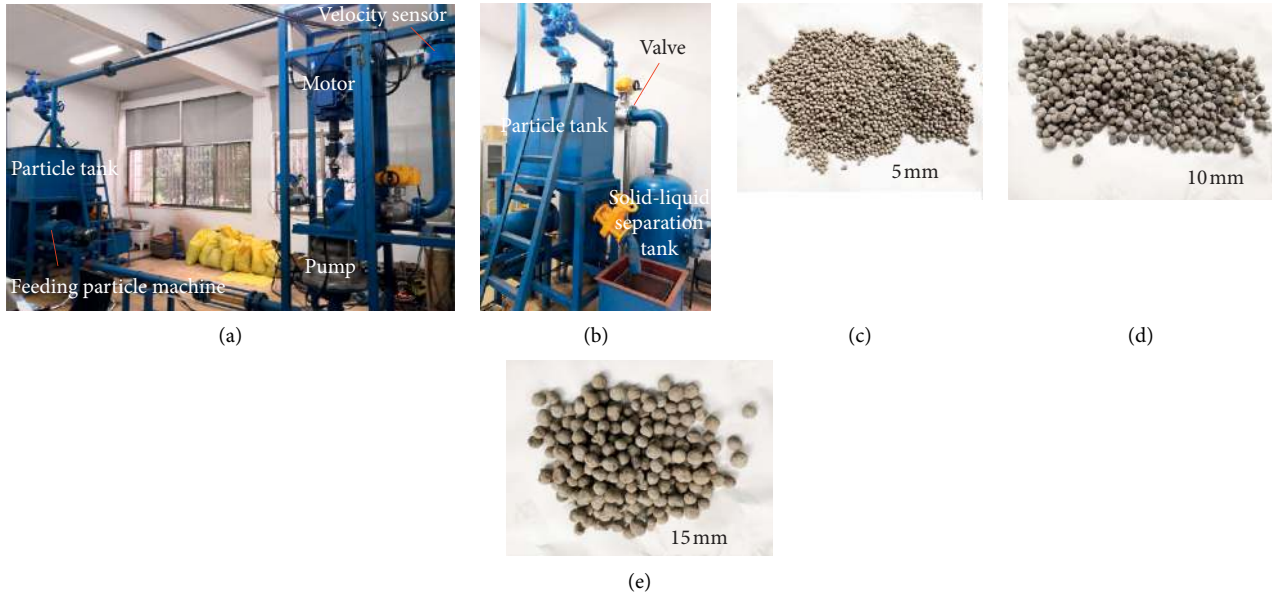 Velocity sensor
Motor
Particle tank
Pump
Feeding particle machine
(a)
Valve
Particle tank
Solid-liquid
separation
tank
(b)
5 mm
(c)
10 mm
(d)
15 mm
(e)